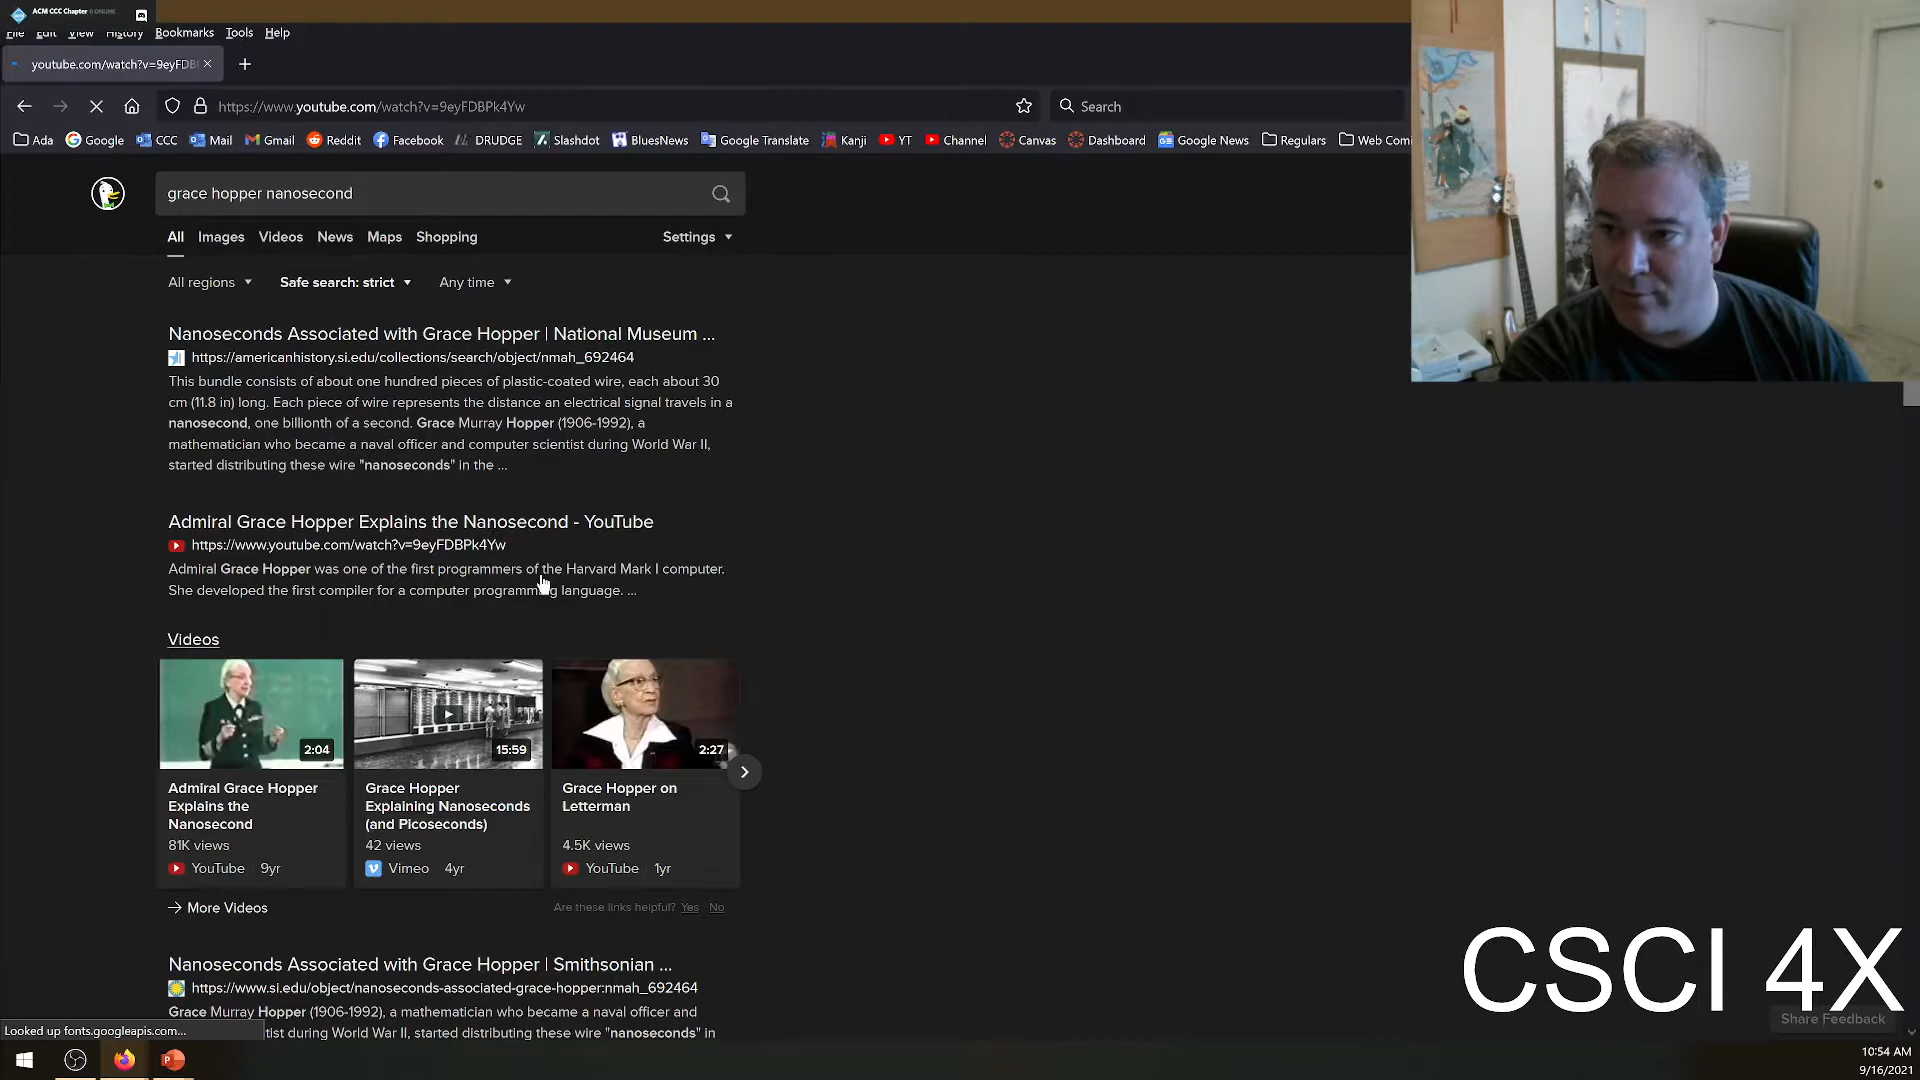 ACM CCC Chapter
File Edit View History Bookmarks Tools Help
youtube.com/watch?v=9eyFDB
https://www.youtube.com/watch?v=9eyFDBPk4Yw
Search
Ada Google CCC Mail Gmail Reddit Facebook DRUDGE Slashdot BluesNews Google Translate Kanji YT Channel Canvas Dashboard Google News Regulars Web Comi
grace hopper nanosecond
All Images Videos News Maps Shopping Settings
All regions Safe search: strict Any time
Nanoseconds Associated with Grace Hopper | National Museum ...
https://americanhistory.si.edu/collections/search/object/nmah_692464
This bundle consists of about one hundred pieces of plastic-coated wire, each about 30
cm (11.8 in) long. Each piece of wire represents the distance an electrical signal travels in a
nanosecond, one billionth of a second. Grace Murray Hopper (1906-1992), a
mathematician who became a naval officer and computer scientist during World War II,
started distributing these wire "nanoseconds" in the ...
Admiral Grace Hopper Explains the Nanosecond - YouTube
https://www.youtube.com/watch?v=9eyFDBPk4Yw
Admiral Grace Hopper was one of the first programmers of the Harvard Mark I computer.
She developed the first compiler for a computer programming language. ...
Videos
2:04
15:59
2:27
Admiral Grace Hopper
Explains the
Nanosecond
81K views
YouTube 9yr
Grace Hopper
Explaining Nanoseconds
(and Picoseconds)
42 views
Vimeo 4yr
Grace Hopper on
Letterman
4.5K views
YouTube 1yr
More Videos
Are these links helpful? Yes No
Nanoseconds Associated with Grace Hopper | Smithsonian ...
https://www.si.edu/object/nanoseconds-associated-grace-hopper:nmah_692464
Grace Murray Hopper (1906-1992), a mathematician who became a naval officer and
tist during World War II, started distributing these wire "nanoseconds" in
Looked up fonts.googleapis.com...
CSCI 4X
Share Feedback
10:54 AM
9/16/2021